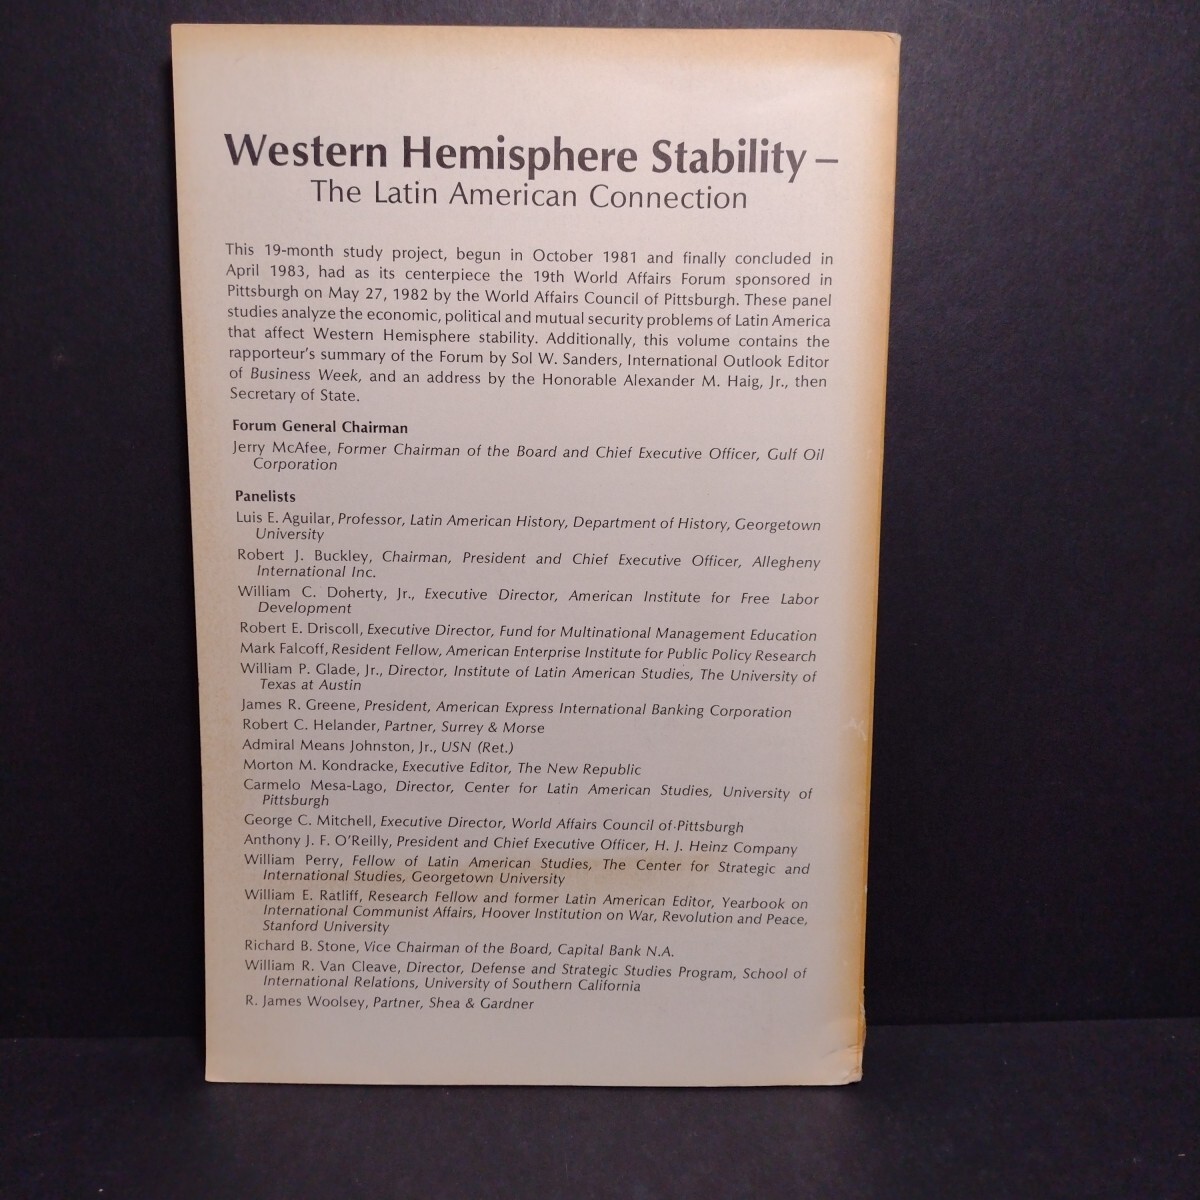 Western Hemisphere Stability –
The Latin American Connection
This 19-month study project, begun in October 1981 and finally concluded in
April 1983, had as its centerpiece the 19th World Affairs Forum sponsored in
Pittsburgh on May 27, 1982 by the World Affairs Council of Pittsburgh. These panel
studies analyze the economic, political and mutual security problems of Latin America
that affect Western Hemisphere stability. Additionally, this volume contains the
rapporteur's summary of the Forum by Sol W. Sanders, International Outlook Editor
of Business Week, and an address by the Honorable Alexander M. Haig, Jr., then
Secretary of State.
Forum General Chairman
Jerry McAfee, Former Chairman of the Board and Chief Executive Officer, Gulf Oil
Corporation
Panelists
Luis E. Aguilar, Professor, Latin American History, Department of History, Georgetown
University
Robert J. Buckley, Chairman, President and Chief Executive Officer, Allegheny
International Inc.
William C. Doherty, Jr., Executive Director, American Institute for Free Labor
Development
Robert E. Driscoll, Executive Director, Fund for Multinational Management Education
Mark Falcoff, Resident Fellow, American Enterprise Institute for Public Policy Research
William P. Glade, Jr., Director, Institute of Latin American Studies, The University of
Texas at Austin
James R. Greene, President, American Express International Banking Corporation
Robert C. Helander, Partner, Surrey & Morse
Admiral Means Johnston, Jr., USN (Ret.)
Morton M. Kondracke, Executive Editor, The New Republic
Carmelo Mesa-Lago, Director, Center for Latin American Studies, University of
Pittsburgh
George C. Mitchell, Executive Director, World Affairs Council of Pittsburgh
Anthony J. F. O'Reilly, President and Chief Executive Officer, H. J. Heinz Company
William Perry, Fellow of Latin American Studies, The Center for Strategic and
International Studies, Georgetown University
William E. Ratliff, Research Fellow and former Latin American Editor, Yearbook on
International Communist Affairs, Hoover Institution on War, Revolution and Peace,
Stanford University
Richard B. Stone, Vice Chairman of the Board, Capital Bank N.A.
William R. Van Cleave, Director, Defense and Strategic Studies Program, School of
International Relations, University of Southern California
R. James Woolsey, Partner, Shea & Gardner